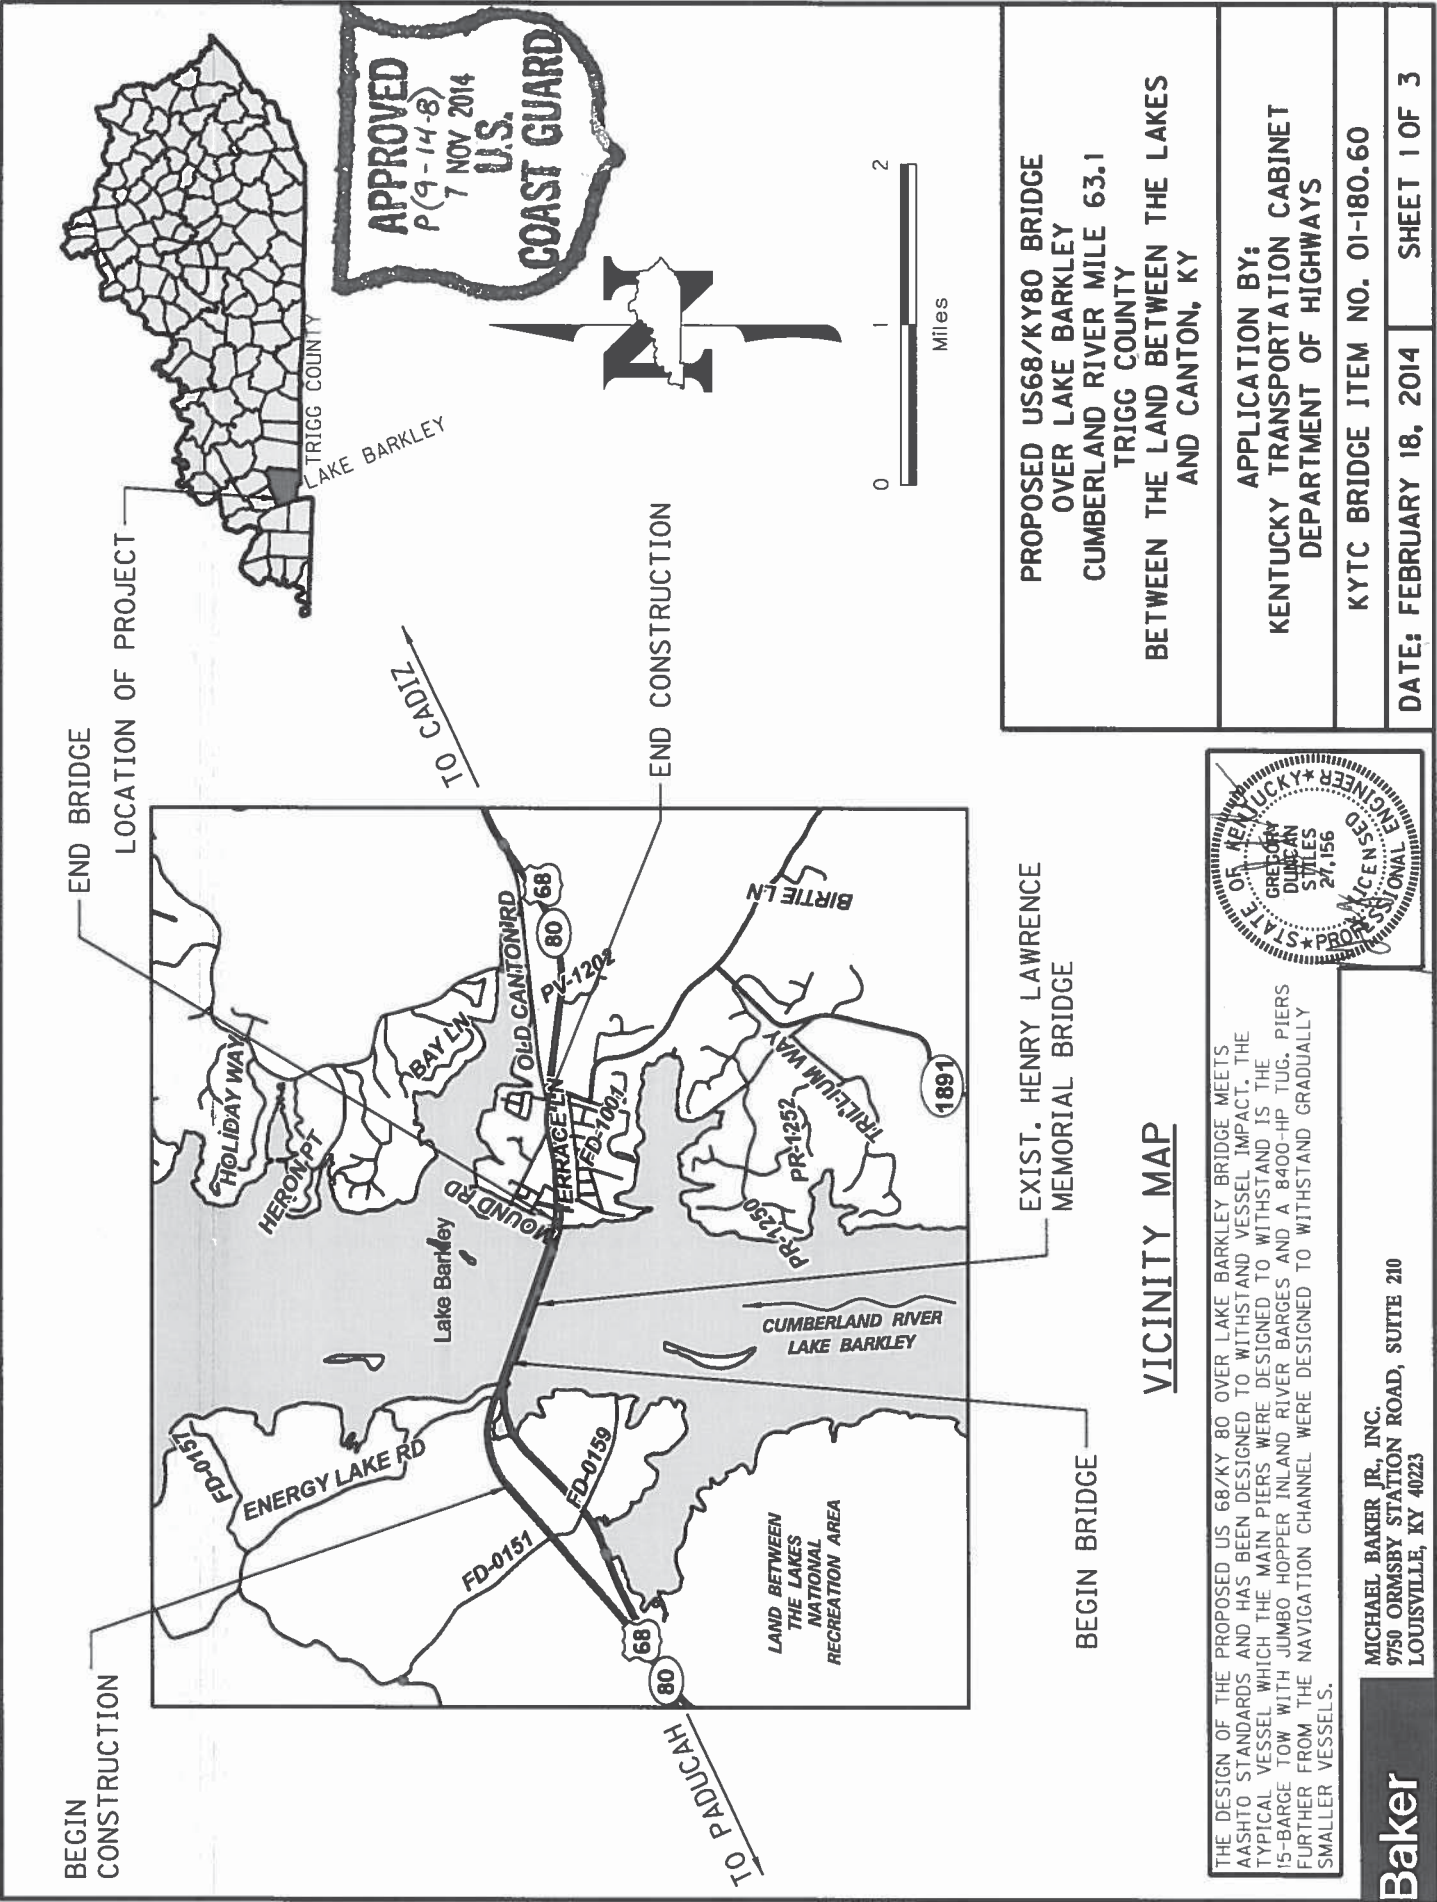 BEGIN
CONSTRUCTION
END BRIDGE
LOCATION OF PROJECT
TRIGG COUNTY
LAKE BARKLEY
APPROVED
P(9-14-8)
7 NOV 2014
U.S.
COAST GUARD
TO CADIZ
TO PADUCAH
END CONSTRUCTION
N
0 1 2
Miles
FD-0157
ENERGY LAKE RD
HOLIDAY WAY
HERON PT
BAY LN
Lake Barkley
MOUND RD
OLD CANTON RD
68
80
PV-1202
TERRACE LN
FD-1001
FD-0151
FD-0159
68
80
BIRTIE LN
TRILLIUM WAY
PR-1252
PR-1250
1891
CUMBERLAND RIVER
LAKE BARKLEY
LAND BETWEEN
THE LAKES
NATIONAL
RECREATION AREA
BEGIN BRIDGE
EXIST. HENRY LAWRENCE
MEMORIAL BRIDGE
VICINITY MAP
THE DESIGN OF THE PROPOSED US 68/KY 80 OVER LAKE BARKLEY BRIDGE MEETS
AASHTO STANDARDS AND HAS BEEN DESIGNED TO WITHSTAND VESSEL IMPACT. THE
TYPICAL VESSEL WHICH THE MAIN PIERS WERE DESIGNED TO WITHSTAND IS THE
15-BARGE TOW WITH JUMBO HOPPER INLAND RIVER BARGES AND A 8400-HP TUG. PIERS
FURTHER FROM THE NAVIGATION CHANNEL WERE DESIGNED TO WITHSTAND GRADUALLY
SMALLER VESSELS.
STATE OF KENTUCKY
GREGORY
DUNCAN
STILES
27,156
LICENSED
PROFESSIONAL ENGINEER
Baker
MICHAEL BAKER JR., INC.
9750 ORMSBY STATION ROAD, SUITE 210
LOUISVILLE, KY 40223
PROPOSED US68/KY80 BRIDGE
OVER LAKE BARKLEY
CUMBERLAND RIVER MILE 63.1
TRIGG COUNTY
BETWEEN THE LAND BETWEEN THE LAKES
AND CANTON, KY
APPLICATION BY:
KENTUCKY TRANSPORTATION CABINET
DEPARTMENT OF HIGHWAYS
KYTC BRIDGE ITEM NO. 01-180.60
DATE: FEBRUARY 18, 2014
SHEET 1 OF 3